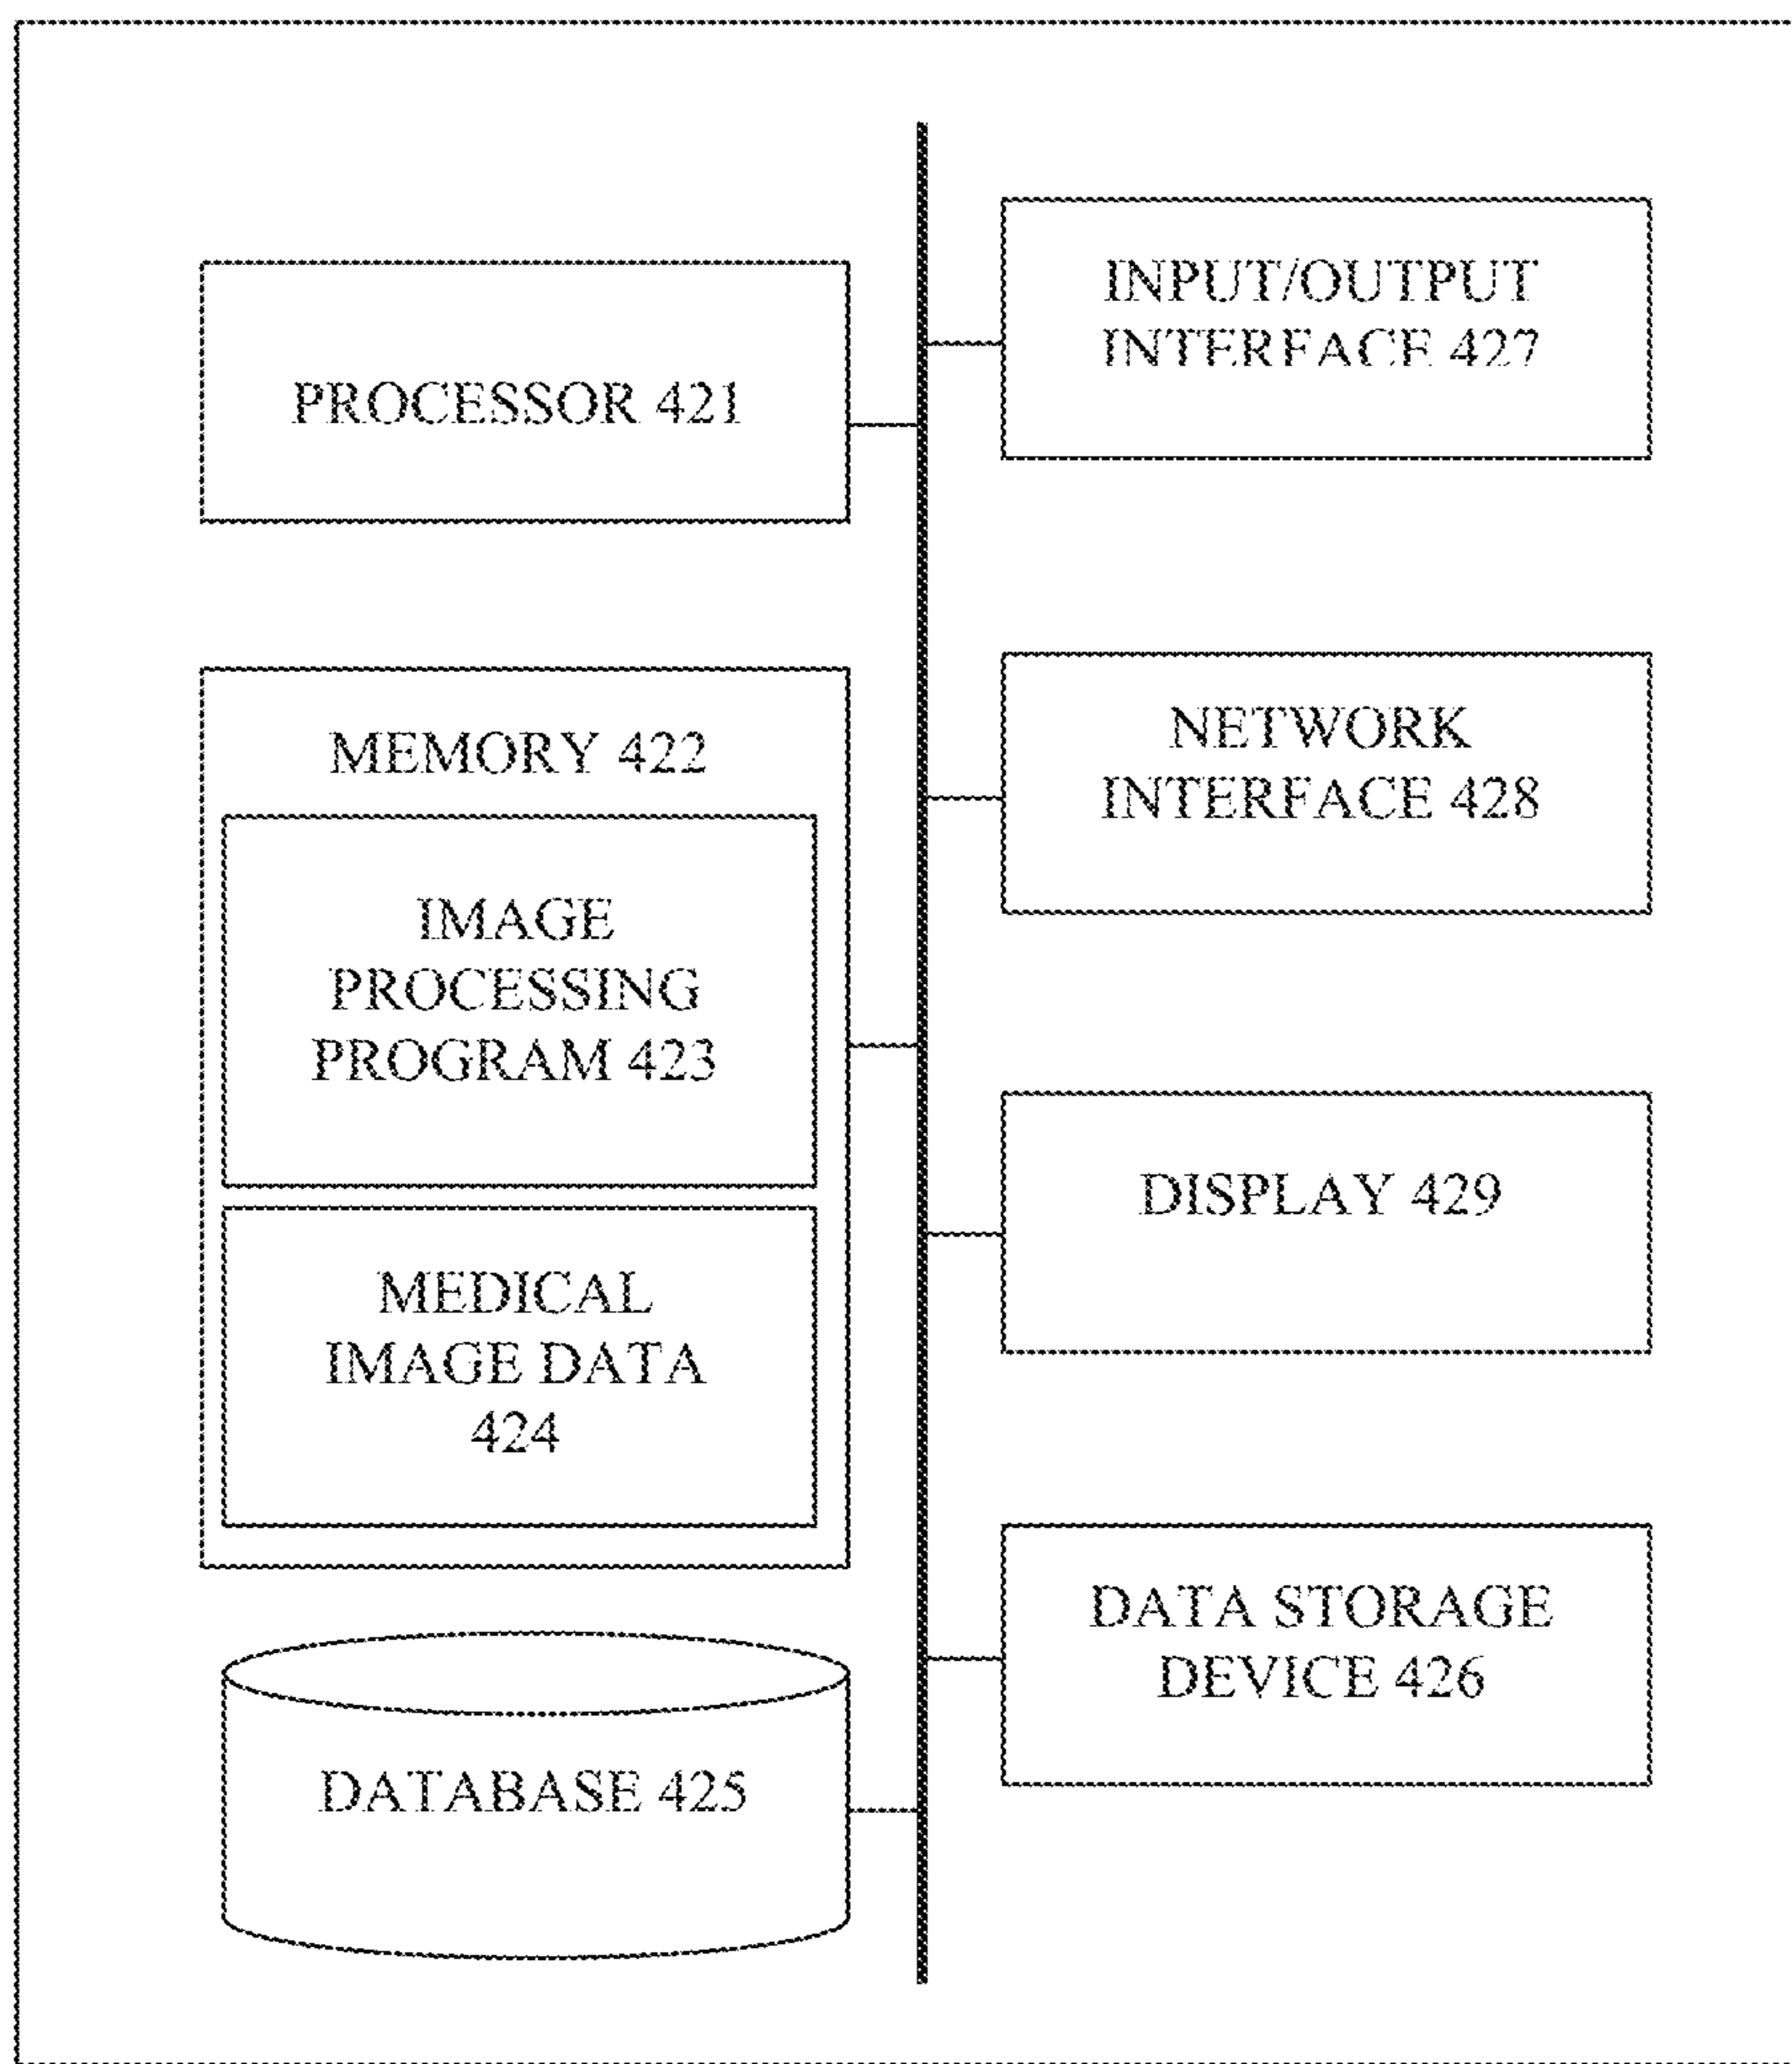 PROCESSOR 421
MEMORY 422
IMAGE
PROCESSING
PROGRAM 423
MEDICAL
IMAGE DATA
424
DATABASE 425
INPUT/OUTPUT
INTERFACE 427
NETWORK
INTERFACE 428
DISPLAY 429
DATA STORAGE
DEVICE 426